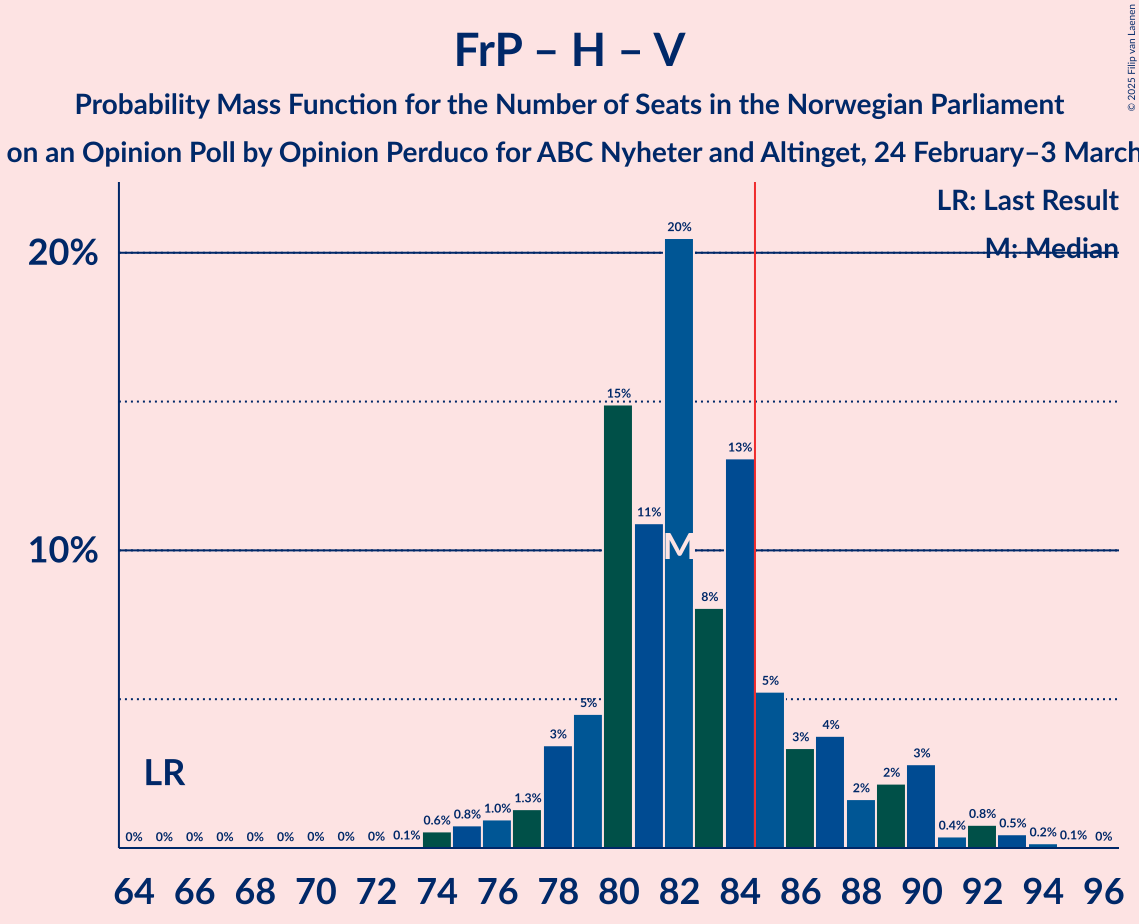 FrP – H – V
Probability Mass Function for the Number of Seats in the Norwegian Parliament
on an Opinion Poll by Opinion Perduco for ABC Nyheter and Altinget, 24 February–3 March
© 2025 Filip van Laenen
LR: Last Result
M: Median
20%
10%
LR
M
0% 0% 0% 0% 0% 0% 0% 0% 0% 0.1% 0.6% 0.8% 1.0% 1.3% 3% 5% 15% 11% 20% 8% 13% 5% 3% 4% 2% 2% 3% 0.4% 0.8% 0.5% 0.2% 0.1% 0%
64 66 68 70 72 74 76 78 80 82 84 86 88 90 92 94 96